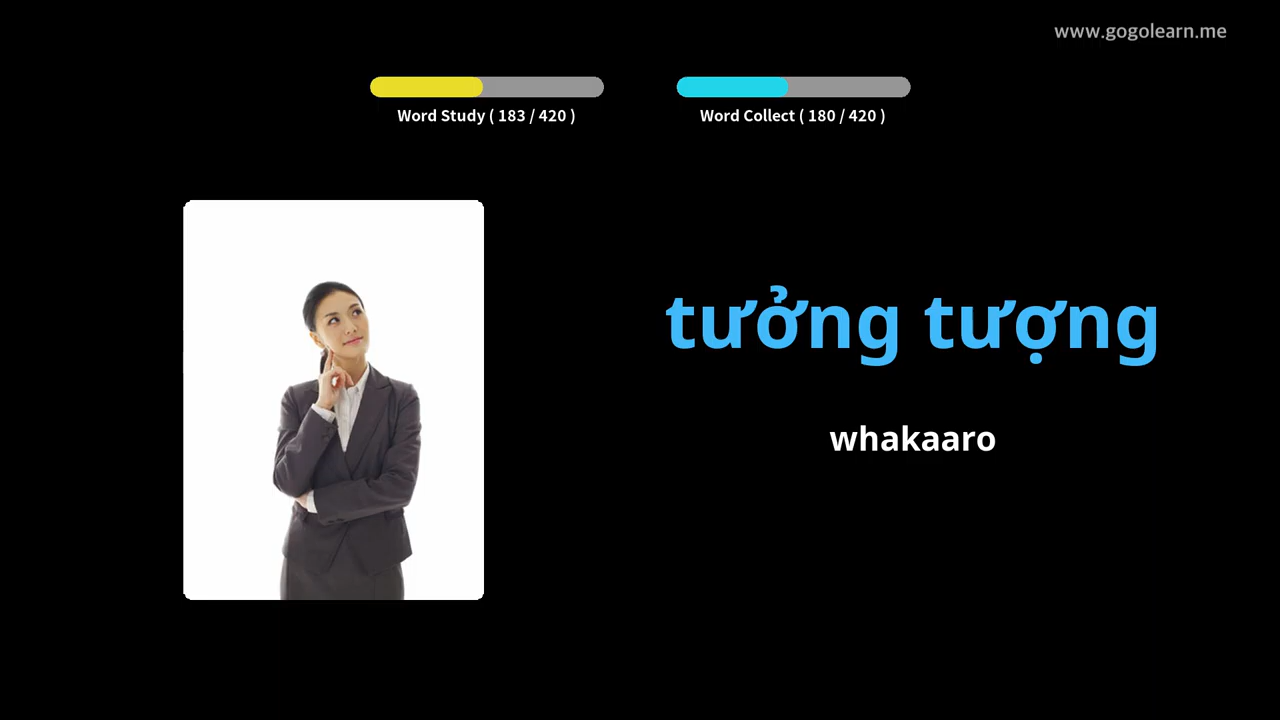 www.gogolearn.me
Word Study ( 183 / 420 )
Word Collect ( 180 / 420 )
tưởng tượng
whakaaro